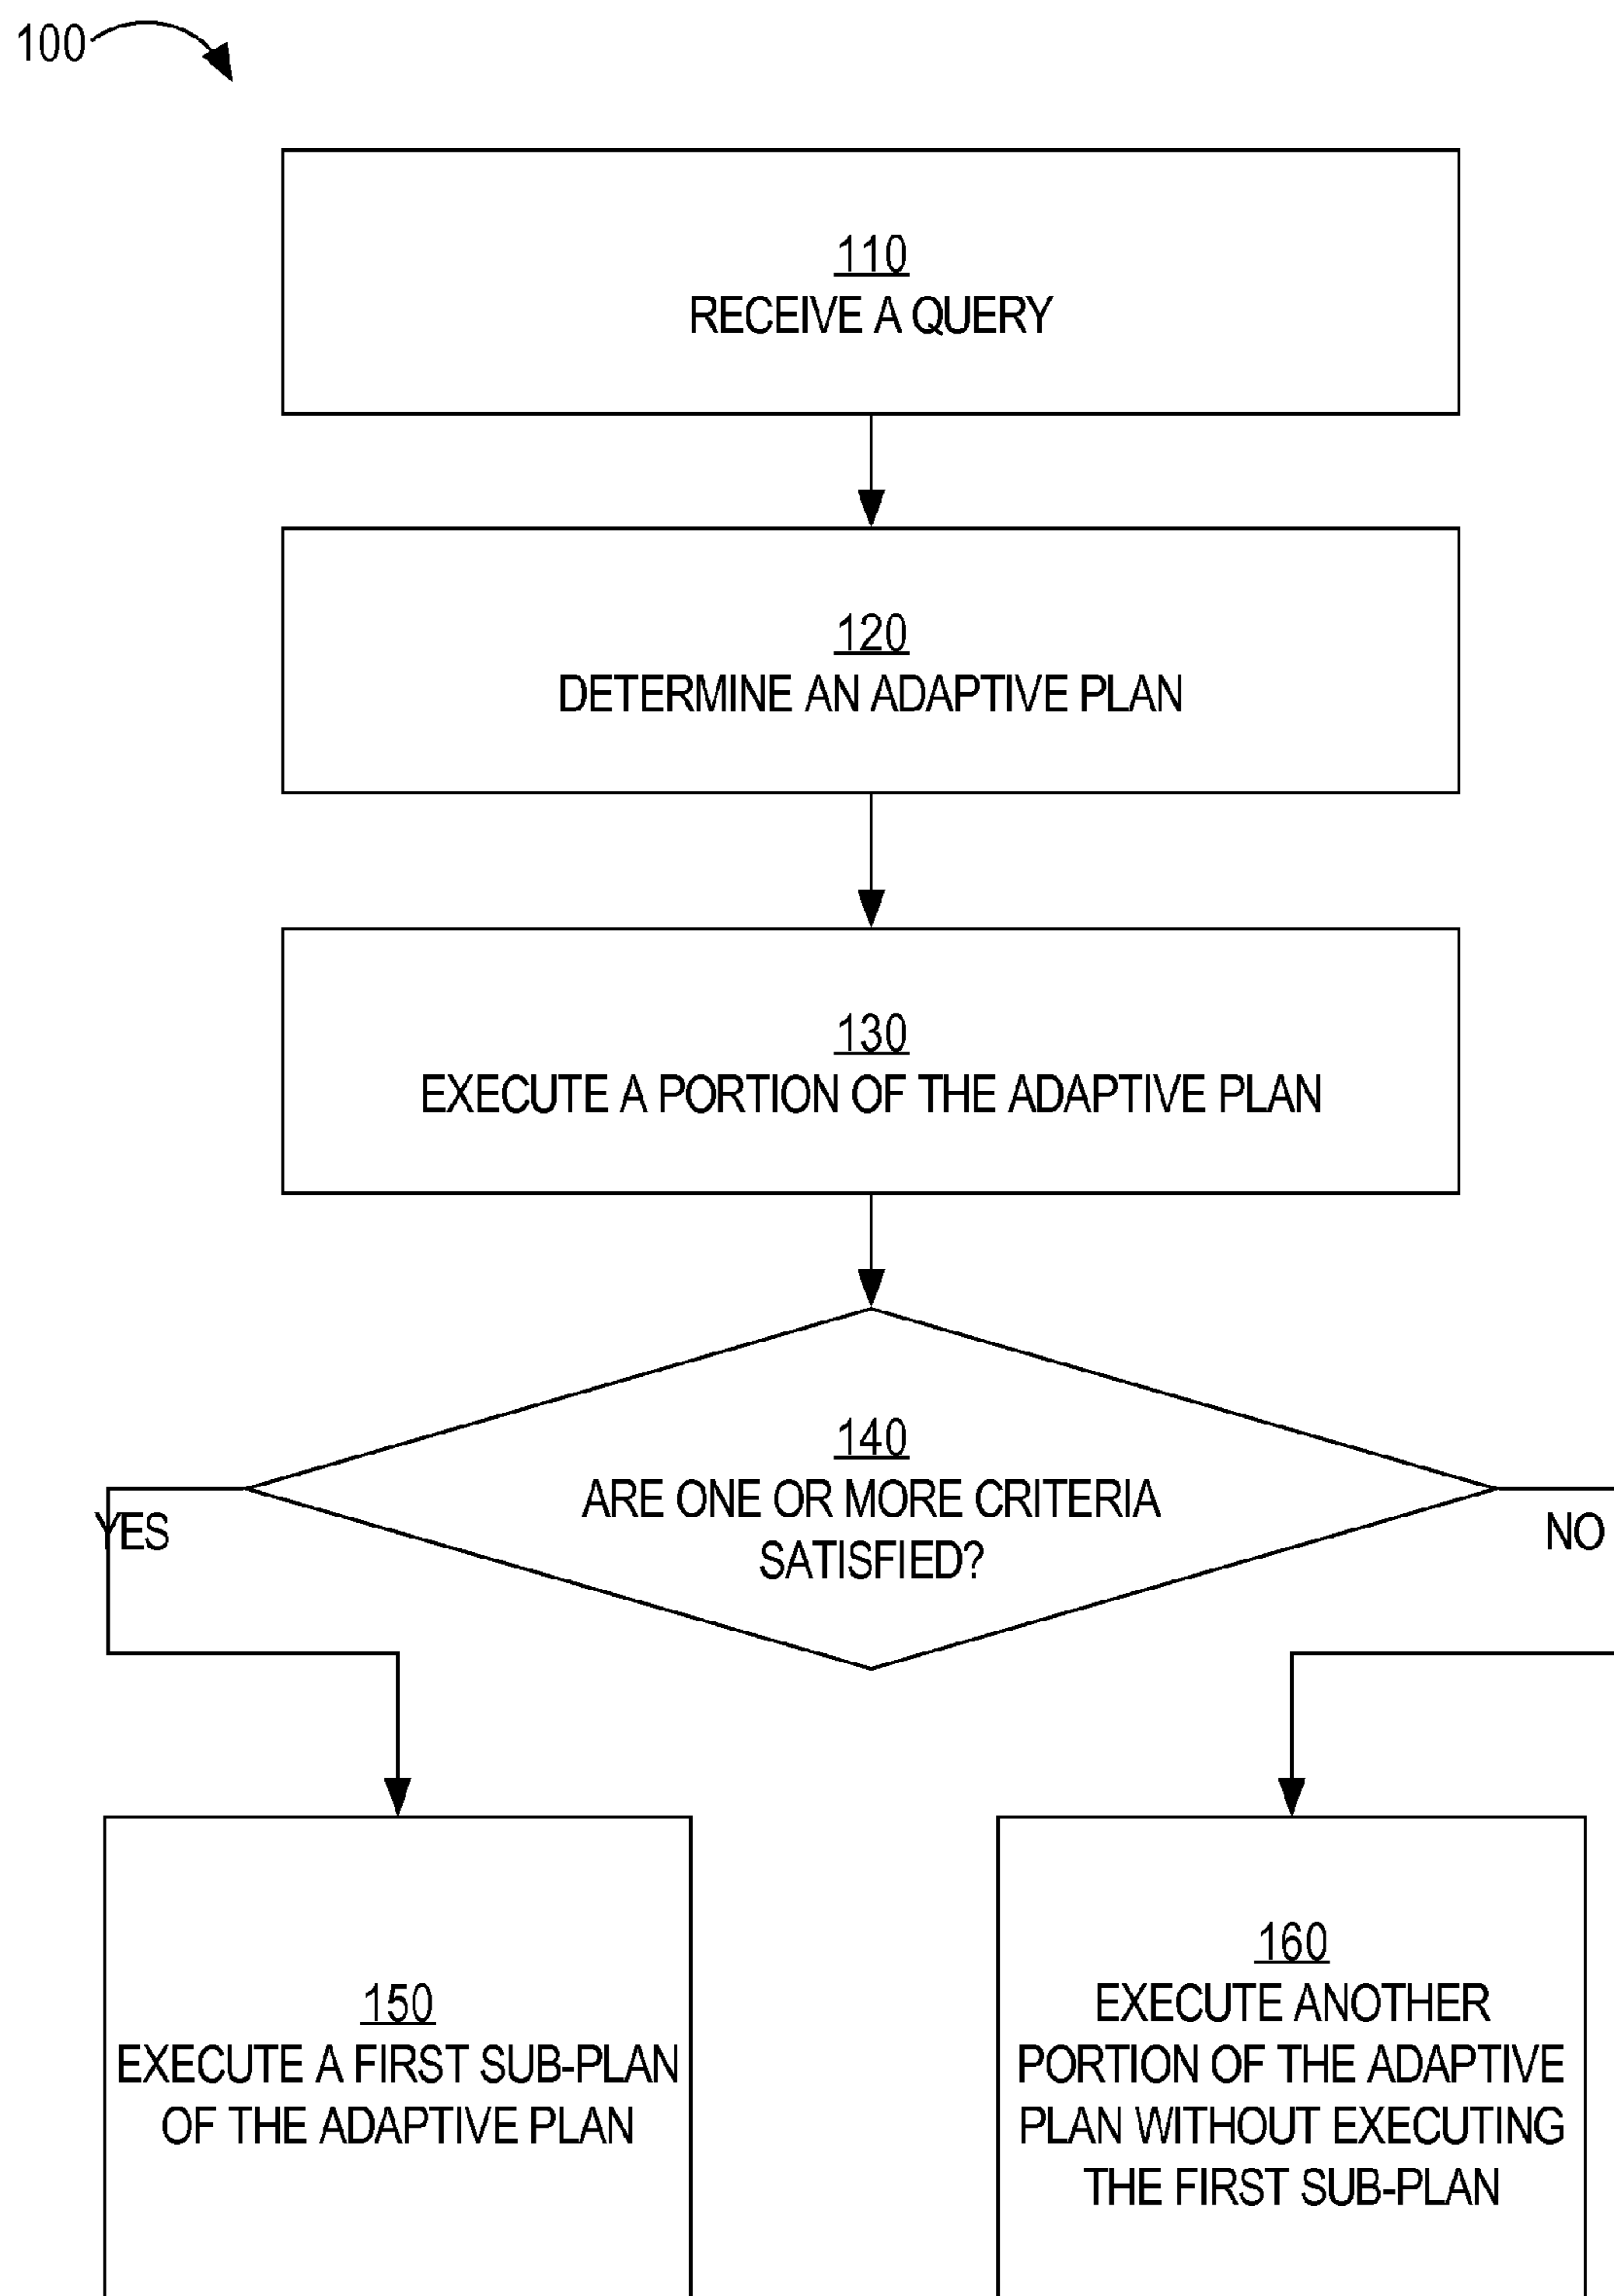 100
110
RECEIVE A QUERY
120
DETERMINE AN ADAPTIVE PLAN
130
EXECUTE A PORTION OF THE ADAPTIVE PLAN
140
ARE ONE OR MORE CRITERIA
SATISFIED?
YES
NO
150
EXECUTE A FIRST SUB-PLAN
OF THE ADAPTIVE PLAN
160
EXECUTE ANOTHER
PORTION OF THE ADAPTIVE
PLAN WITHOUT EXECUTING
THE FIRST SUB-PLAN